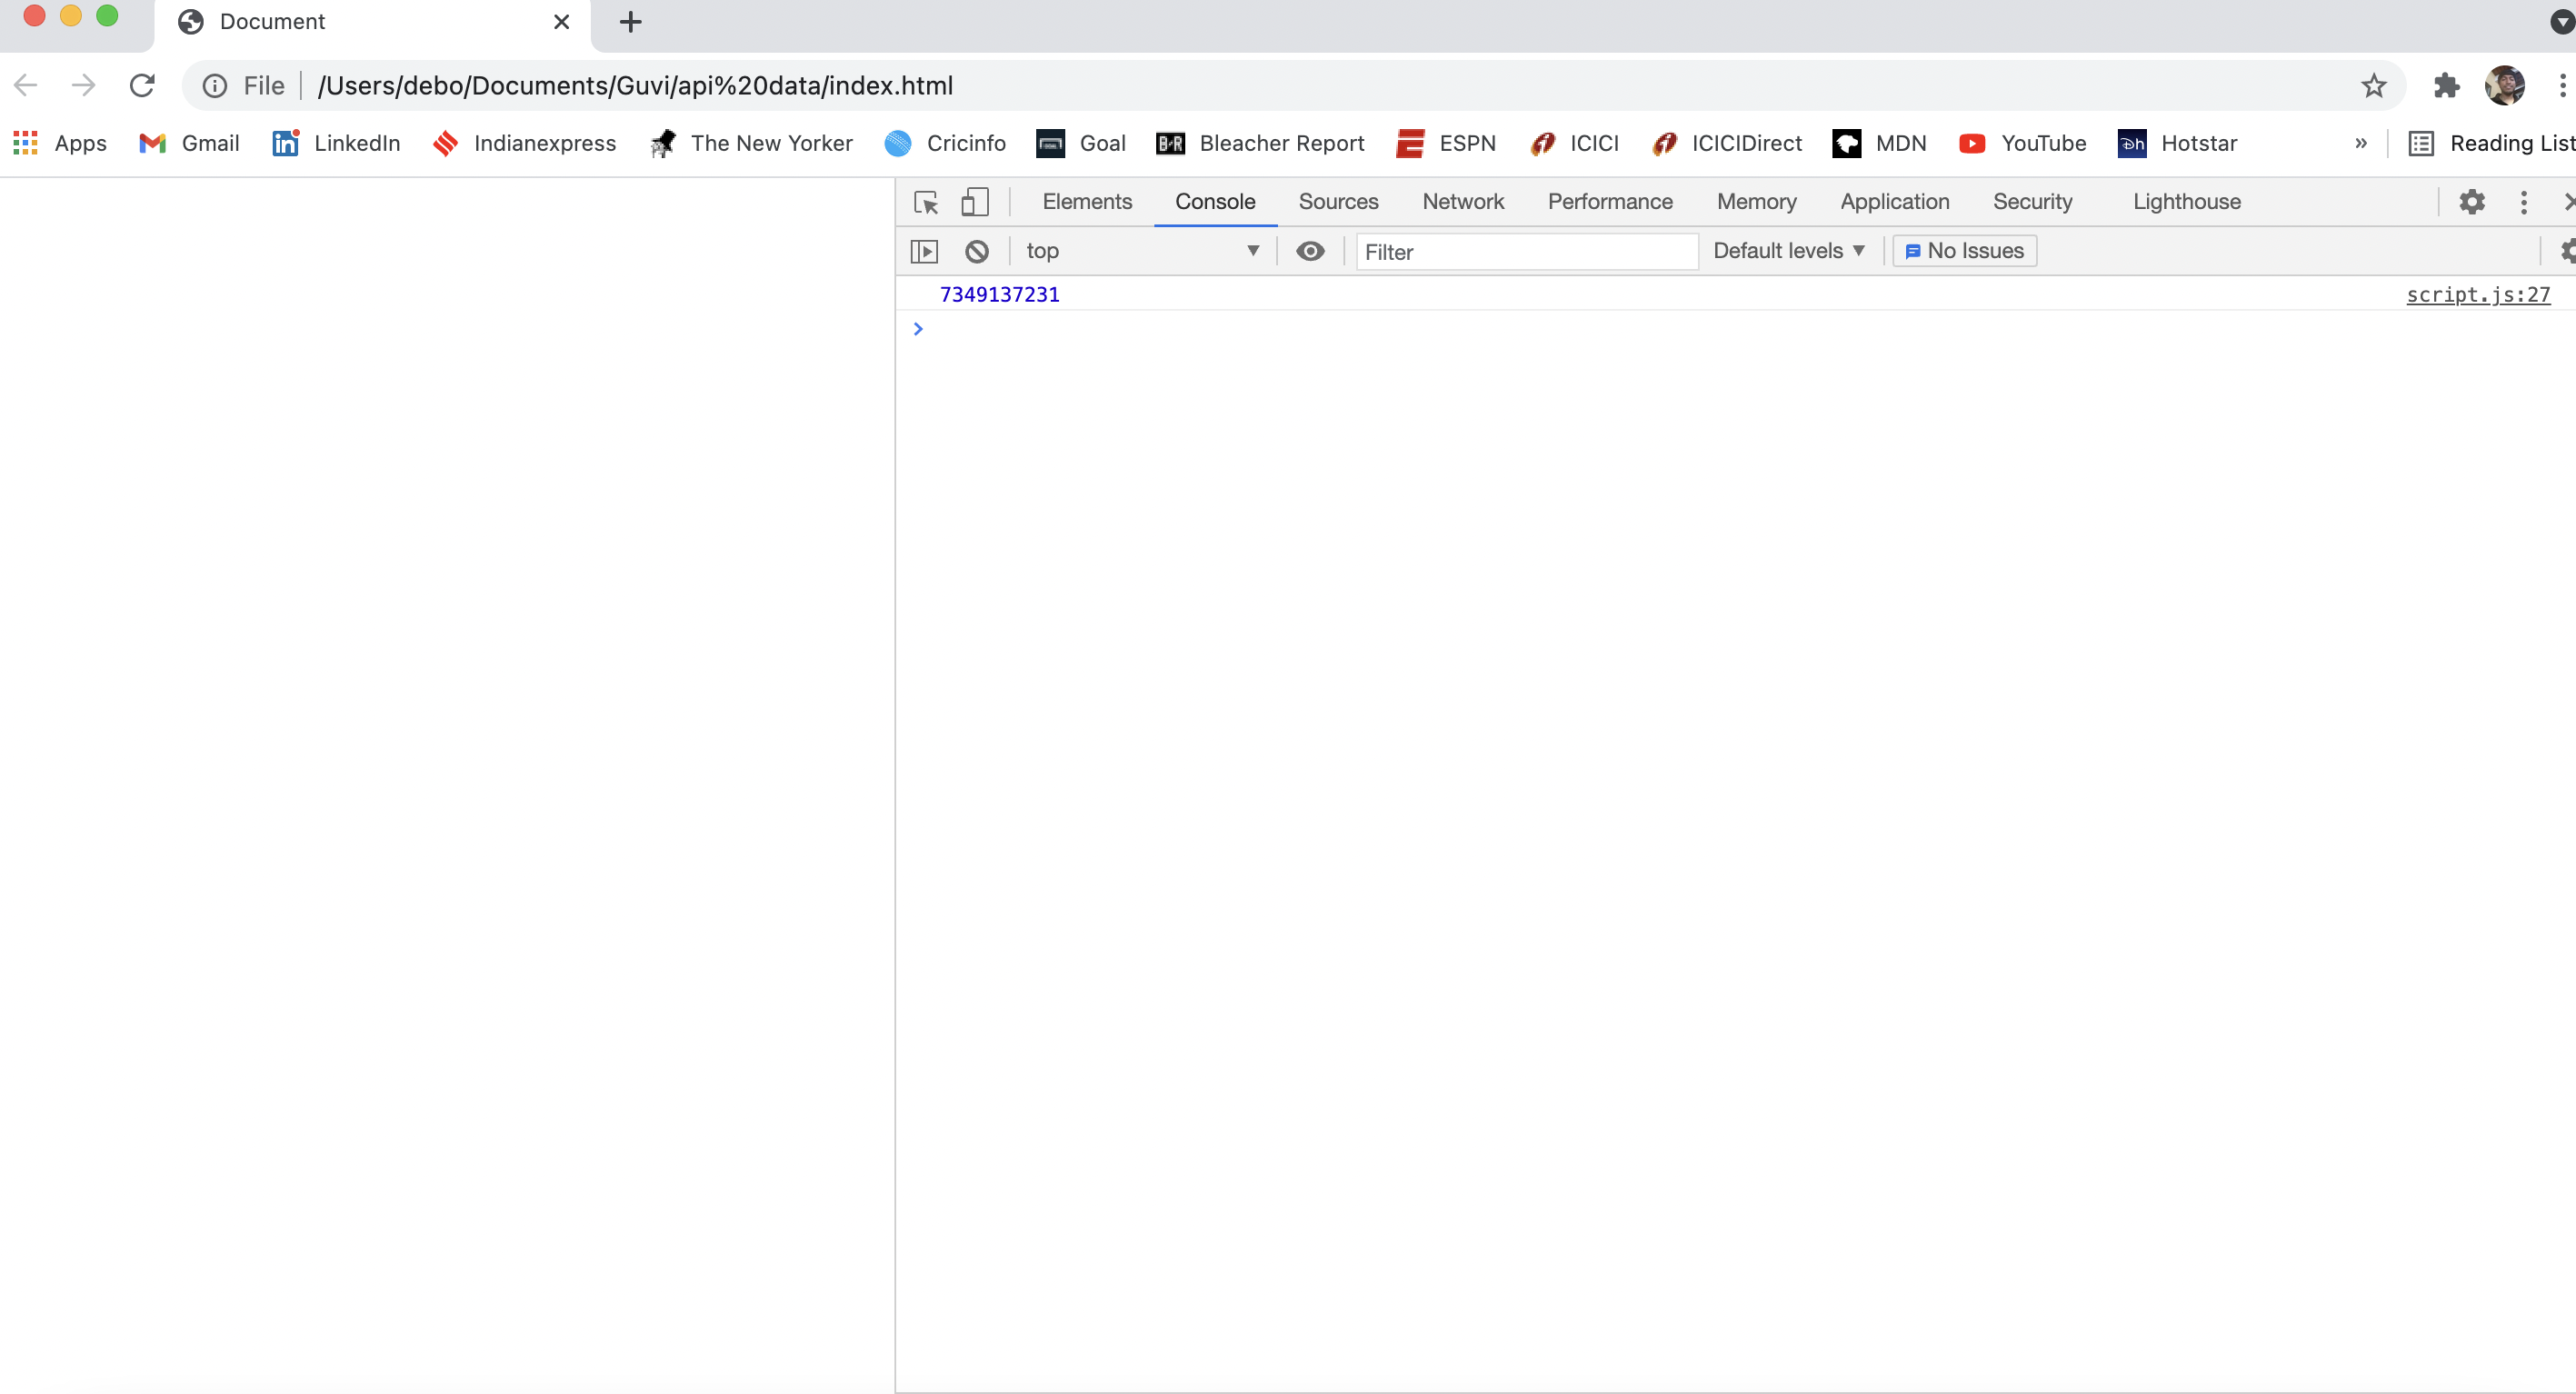 Document
File /Users/debo/Documents/Guvi/api%20data/index.html
Apps Gmail LinkedIn Indianexpress The New Yorker Cricinfo Goal B/R Bleacher Report ESPN ICICI ICICIDirect MDN YouTube Hotstar » Reading List
Elements Console Sources Network Performance Memory Application Security Lighthouse
top Filter Default levels No Issues
7349137231 script.js:27